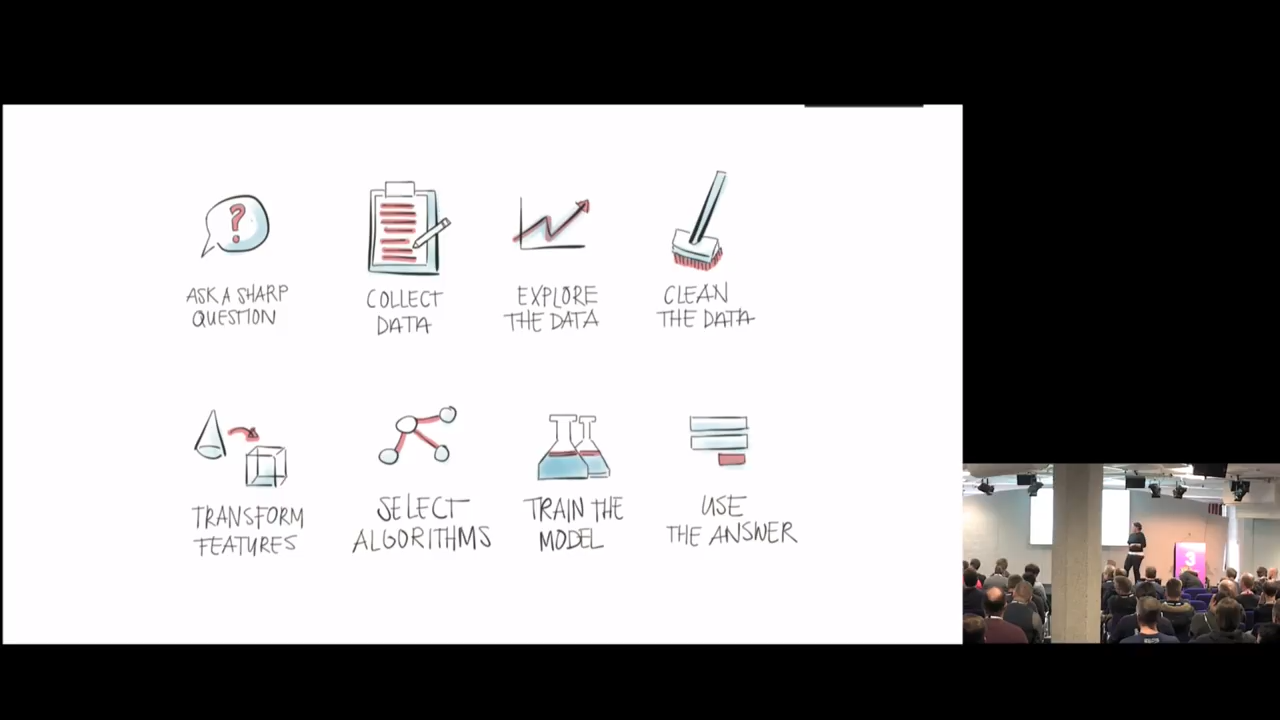 ?
ASK A SHARP
QUESTION
COLLECT
DATA
EXPLORE
THE DATA
CLEAN
THE DATA
TRANSFORM
FEATURES
SELECT
ALGORITHMS
TRAIN THE
MODEL
USE
THE ANSWER
3